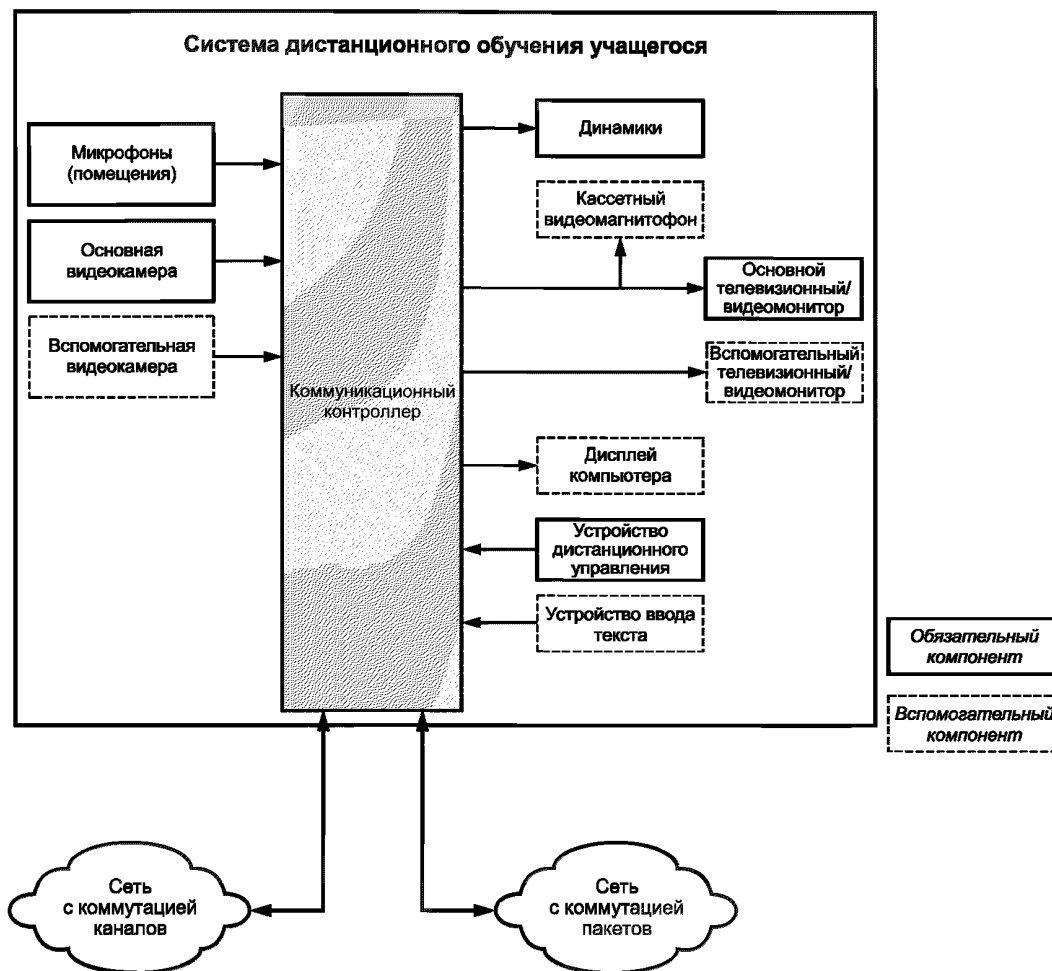 Система дистанционного обучения учащегося
Микрофоны
(помещения)
Основная
видеокамера
Вспомогательная
видеокамера
Коммуникационный
контроллер
Динамики
Кассетный
видеомагнитофон
Основной
телевизионный/
видеомонитор
Вспомогательный
телевизионный/
видеомонитор
Дисплей
компьютера
Устройство
дистанционного
управления
Устройство ввода
текста
Обязательный
компонент
Вспомогательный
компонент
Сеть
с коммутацией
каналов
Сеть
с коммутацией
пакетов